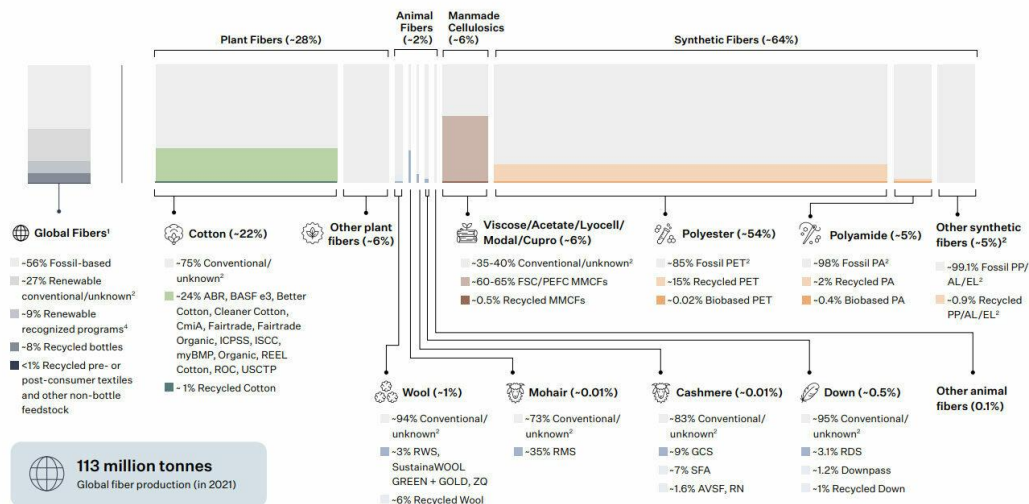 Plant Fibers (~28%)
Animal
Fibers
(~2%)
Manmade
Cellulosics
(~6%)
Synthetic Fibers (~64%)
Global Fibers¹
~56% Fossil-based
~27% Renewable
conventional/unknown²
~9% Renewable
recognized programs⁴
~8% Recycled bottles
<1% Recycled pre- or
post-consumer textiles
and other non-bottle
feedstock
Cotton (~22%)
~75% Conventional/
unknown²
~24% ABR, BASF e3, Better
Cotton, Cleaner Cotton,
CmiA, Fairtrade, Fairtrade
Organic, ICPSS, ISCC,
myBMP, Organic, REEL
Cotton, ROC, USCTP
~ 1% Recycled Cotton
Other plant
fibers (~6%)
Viscose/Acetate/Lyocell/
Modal/Cupro (~6%)
~35-40% Conventional/unknown²
~60-65% FSC/PEFC MMCFs
~0.5% Recycled MMCFs
Polyester (~54%)
~85% Fossil PET²
~15% Recycled PET
~0.02% Biobased PET
Polyamide (~5%)
~98% Fossil PA²
~2% Recycled PA
~0.4% Biobased PA
Other synthetic
fibers (~5%)²
~99.1% Fossil PP/
AL/EL²
~0.9% Recycled
PP/AL/EL²
Wool (~1%)
~94% Conventional/
unknown²
~3% RWS,
SustainaWOOL
GREEN + GOLD, ZQ
~6% Recycled Wool
Mohair (~0.01%)
~73% Conventional/
unknown²
~35% RMS
Cashmere (~0.01%)
~83% Conventional/
unknown²
~9% GCS
~7% SFA
~1.6% AVSF, RN
Down (~0.5%)
~95% Conventional/
unknown²
~3.1% RDS
~1.2% Downpass
~1% Recycled Down
Other animal
fibers (0.1%)
113 million tonnes
Global fiber production (in 2021)